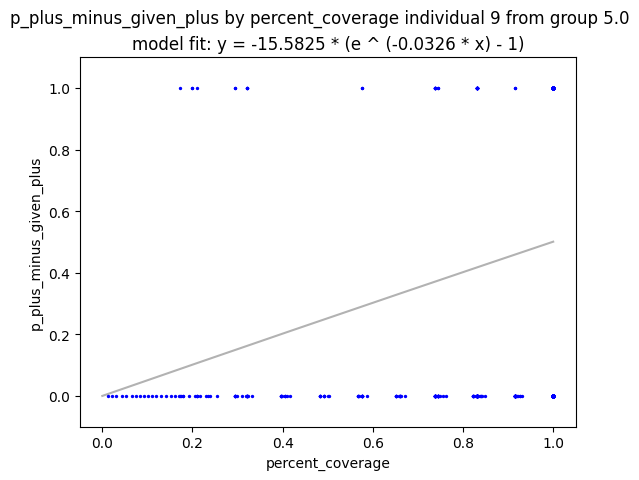 p_plus_minus_given_plus by percent_coverage individual 9 from group 5.0
model fit: y = -15.5825 * (e ^ (-0.0326 * x) - 1)
p_plus_minus_given_plus
1.0
0.8
0.6
0.4
0.2
0.0
0.0 0.2 0.4 0.6 0.8 1.0
percent_coverage